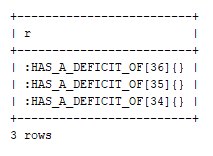 +--------------------------+
| r                        |
+--------------------------+
| :HAS_A_DEFICIT_OF[36]{} |
| :HAS_A_DEFICIT_OF[35]{} |
| :HAS_A_DEFICIT_OF[34]{} |
+--------------------------+
3 rows